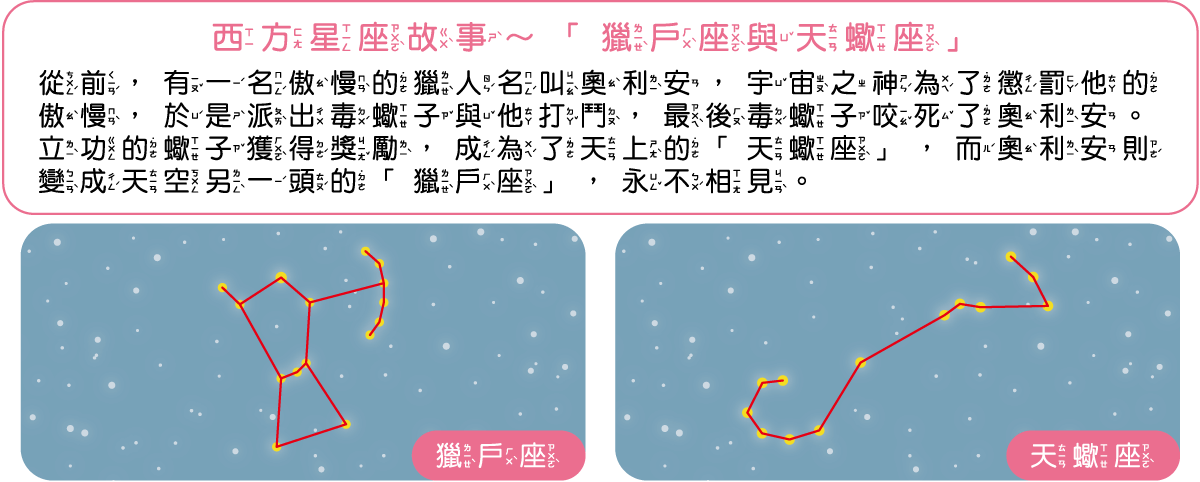 西方星座故事～「獵戶座與天蠍座」
從前，有一名傲慢的獵人名叫奧利安，宇宙之神為了懲罰他的
傲慢，於是派出毒蠍子與他打鬥，最後毒蠍子咬死了奧利安。
立功的蠍子獲得獎勵，成為了天上的「天蠍座」，而奧利安則
變成天空另一頭的「獵戶座」，永不相見。
獵戶座
天蠍座